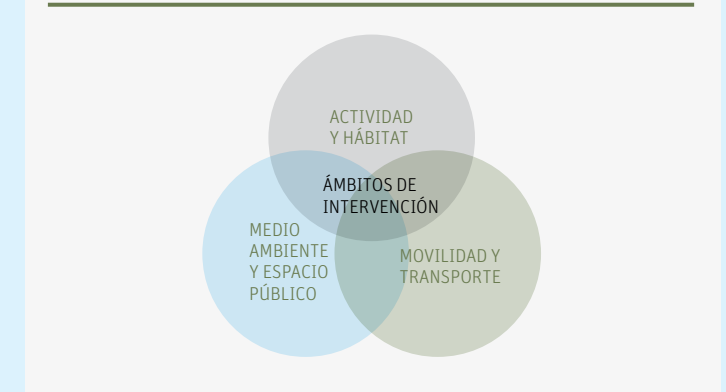 ACTIVIDAD
Y HÁBITAT
ÁMBITOS DE
INTERVENCIÓN
MEDIO
AMBIENTE
Y ESPACIO
PÚBLICO
MOVILIDAD Y
TRANSPORTE